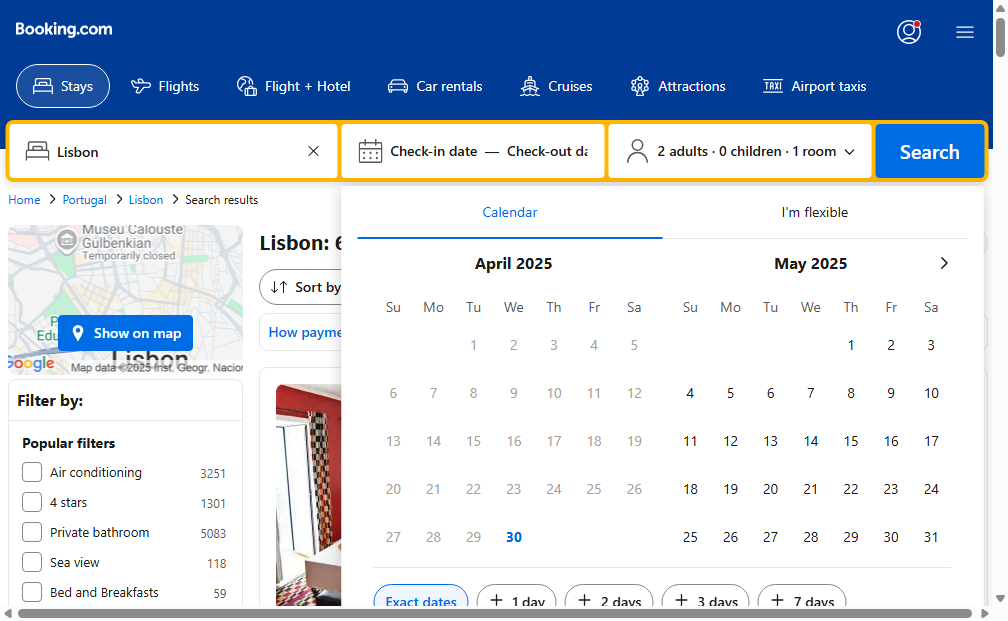 Booking.com
Stays
Flights
Flight + Hotel
Car rentals
Cruises
Attractions
TAXI
Airport taxis
Lisbon
Check-in date — Check-out da
2 adults · 0 children · 1 room
Search
Home > Portugal > Lisbon > Search results
Museu Calouste
Gulbenkian
Temporarily closed
Show on map
Lisbon
Google
Map data ©2025 Inst. Geogr. Nacion
Filter by:
Popular filters
Air conditioning 3251
4 stars 1301
Private bathroom 5083
Sea view 118
Bed and Breakfasts 59
Lisbon: 6
Sort by
How payme
Calendar
I'm flexible
April 2025
Su Mo Tu We Th Fr Sa
1 2 3 4 5
6 7 8 9 10 11 12
13 14 15 16 17 18 19
20 21 22 23 24 25 26
27 28 29 30
May 2025
Su Mo Tu We Th Fr Sa
1 2 3
4 5 6 7 8 9 10
11 12 13 14 15 16 17
18 19 20 21 22 23 24
25 26 27 28 29 30 31
Exact dates
+ 1 day
+ 2 days
+ 3 days
+ 7 days